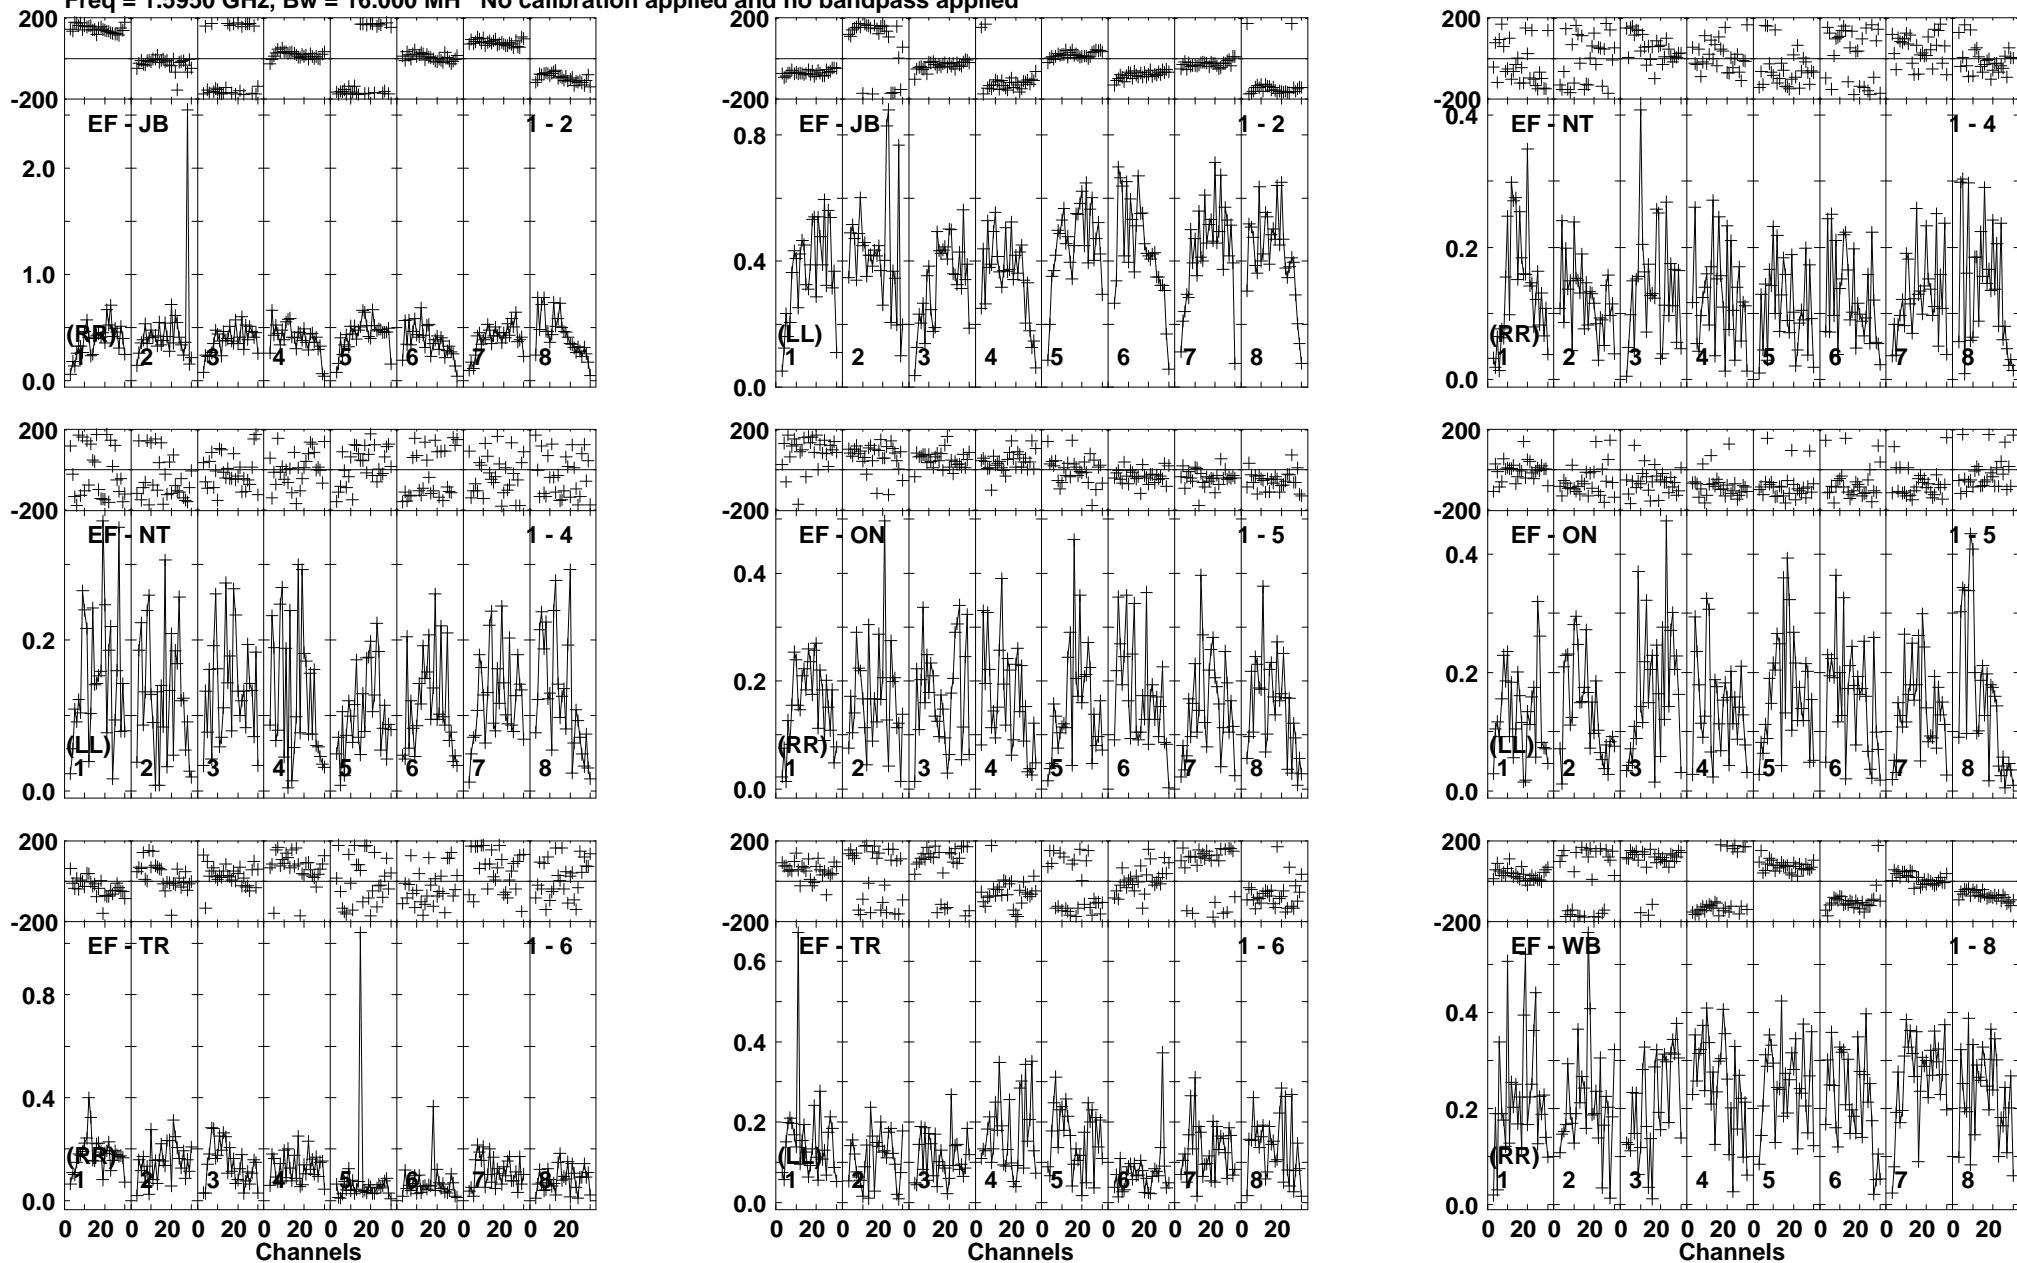 Freq = 1.5950 GHz, Bw = 16.000 MH No calibration applied and no bandpass applied
200 200 200
-200 -200 -200
EF - JB 1 - 2 EF - JB 1 - 2 EF - NT 1 - 4
2.0 1.0 0.0 0.8 0.4 0.0 0.4 0.2 0.0
(RR) (LL) (RR)
1 2 3 4 5 6 7 8 1 2 3 4 5 6 7 8 1 2 3 4 5 6 7 8
200 200 200
-200 -200 -200
EF - NT 1 - 4 EF - ON 1 - 5 EF - ON 1 - 5
0.2 0.0 0.4 0.2 0.0 0.4 0.2 0.0
(LL) (RR) (LL)
1 2 3 4 5 6 7 8 1 2 3 4 5 6 7 8 1 2 3 4 5 6 7 8
200 200 200
-200 -200 -200
EF - TR 1 - 6 EF - TR 1 - 6 EF - WB 1 - 8
0.8 0.4 0.0 0.6 0.4 0.2 0.0 0.4 0.2 0.0
(RR) (LL) (RR)
1 2 3 4 5 6 7 8 1 2 3 4 5 6 7 8 1 2 3 4 5 6 7 8
0 20 0 20 0 20 0 20 0 20 0 20 0 20 0 20 0 20 0 20 0 20 0 20 0 20 0 20 0 20 0 20 0 20 0 20 0 20 0 20 0 20 0 20 0 20 0 20
Channels Channels Channels